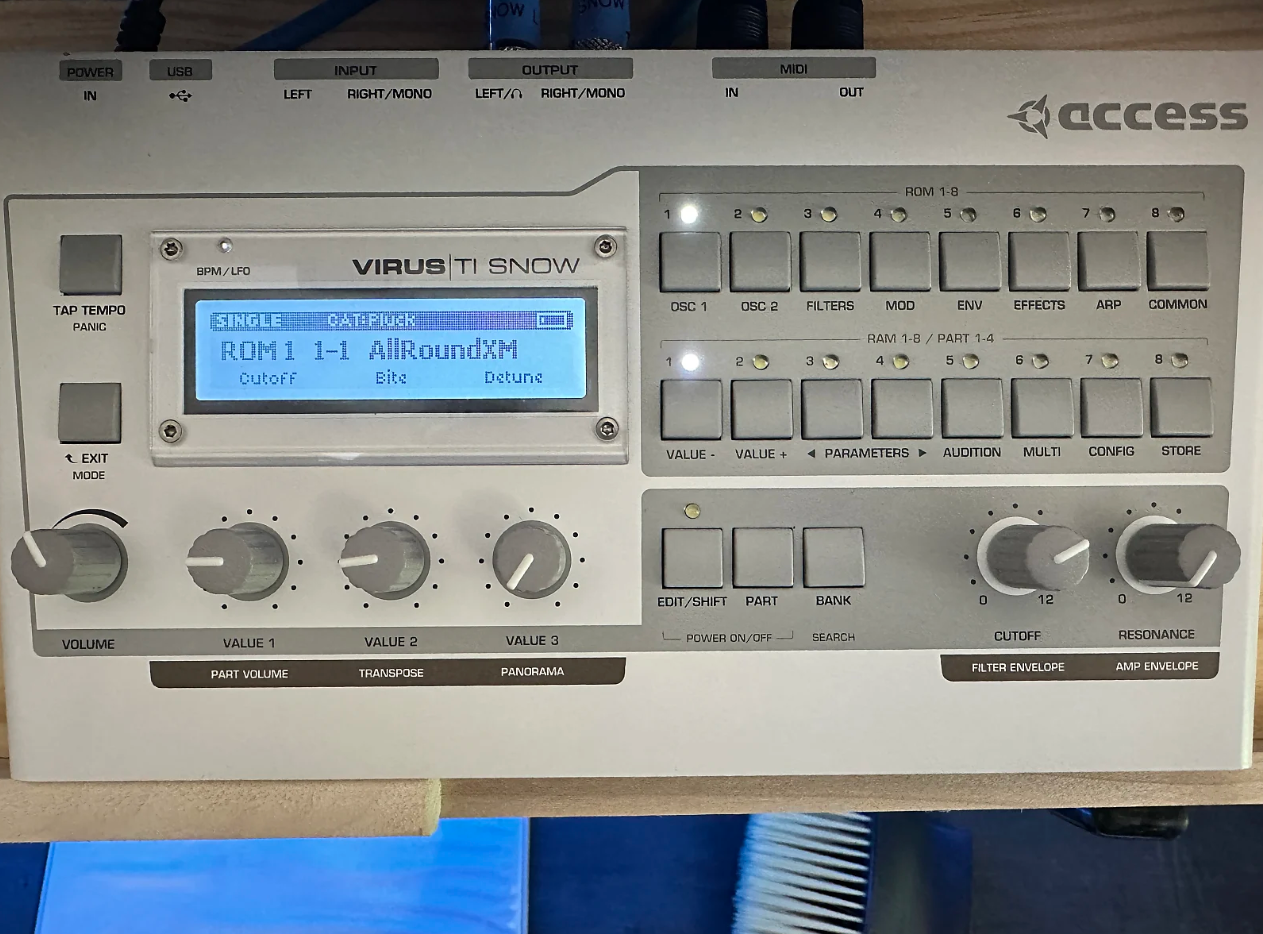 SNOW
SNOW
POWER USB INPUT OUTPUT MIDI
IN LEFT RIGHT/MONO LEFT/ RIGHT/MONO IN OUT
access
ROM 1-8
1 2 3 4 5 6 7 8
OSC 1 OSC 2 FILTERS MOD ENV EFFECTS ARP COMMON
BPM/LFO VIRUS|TI SNOW
TAP TEMPO
PANIC
SINGLE CAT:Pluck
ROM1 1-1 AllRoundXM
Cutoff Bite Detune
RAM 1-8 / PART 1-4
1 2 3 4 5 6 7 8
VALUE - VALUE + ◀ PARAMETERS ▶ AUDITION MULTI CONFIG STORE
EXIT
MODE
EDIT/SHIFT PART BANK
POWER ON/OFF SEARCH
0 12 0 12
CUTOFF RESONANCE
FILTER ENVELOPE AMP ENVELOPE
VOLUME VALUE 1 VALUE 2 VALUE 3
PART VOLUME TRANSPOSE PANORAMA